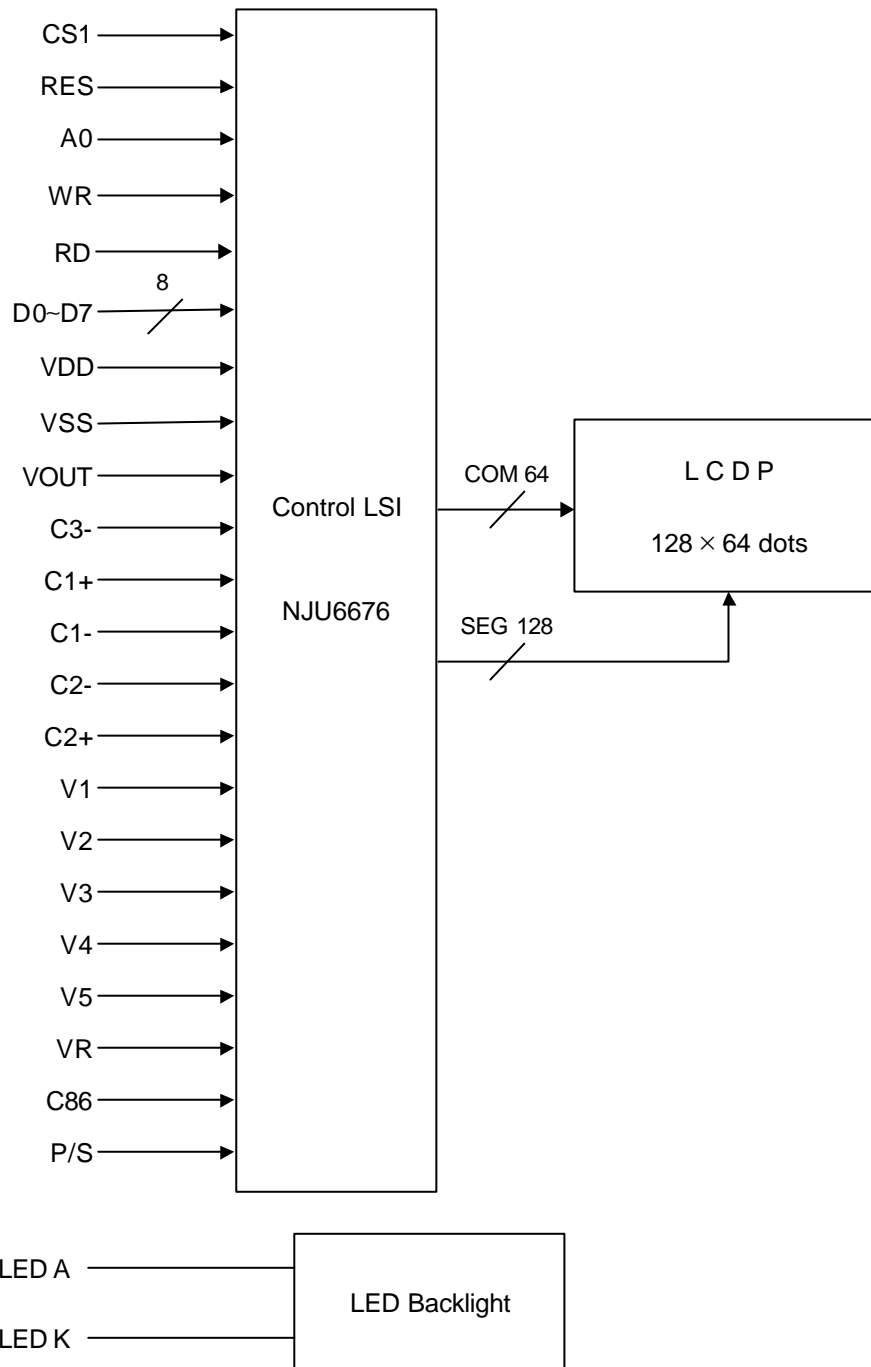 CS1
RES
A0
WR
RD
8
D0~D7
VDD
VSS
VOUT
C3-
C1+
C1-
C2-
C2+
V1
V2
V3
V4
V5
VR
C86
P/S
Control LSI
NJU6676
COM 64
SEG 128
L C D P
128 × 64 dots
LED A
LED K
LED Backlight